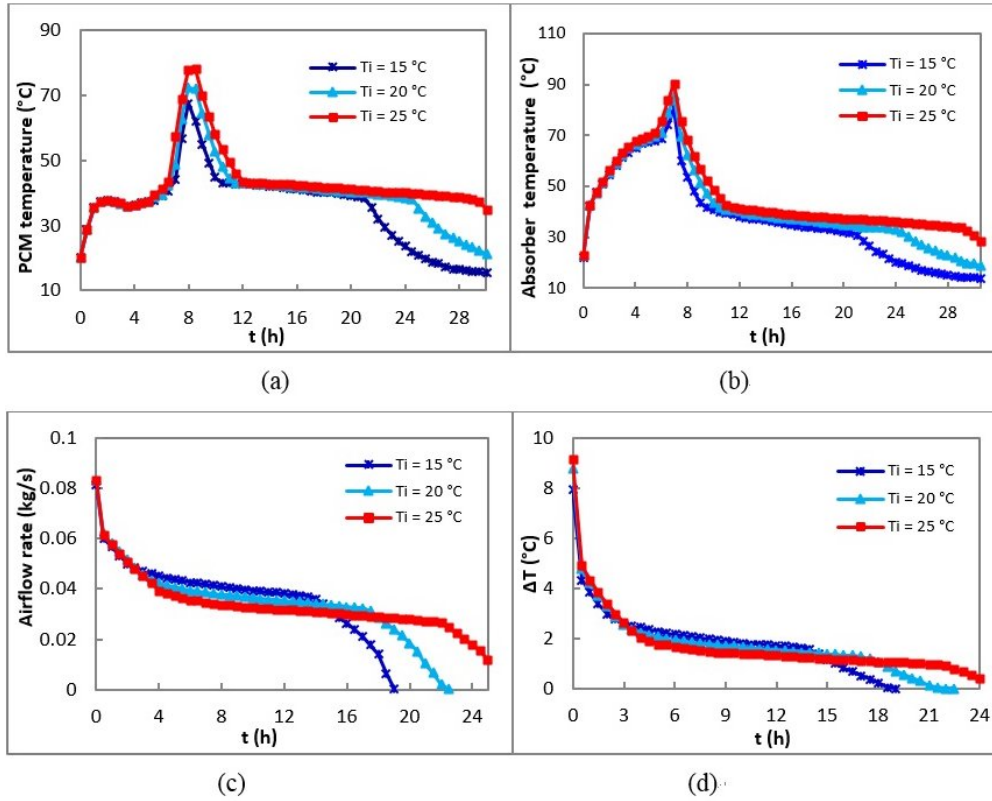 90
70
50
30
10
PCM temperature (°C)
Ti = 15 °C
Ti = 20 °C
Ti = 25 °C
0 4 8 12 16 20 24 28
t (h)
(a)
110
90
70
50
30
10
Absorber temperature (°C)
Ti = 15 °C
Ti = 20 °C
Ti = 25 °C
0 4 8 12 16 20 24 28
t (h)
(b)
0.1
0.08
0.06
0.04
0.02
0
Airflow rate (kg/s)
Ti = 15 °C
Ti = 20 °C
Ti = 25 °C
0 4 8 12 16 20 24
t (h)
(c)
10
8
6
4
2
0
ΔT (°C)
Ti = 15 °C
Ti = 20 °C
Ti = 25 °C
0 3 6 9 12 15 18 21 24
t (h)
(d)